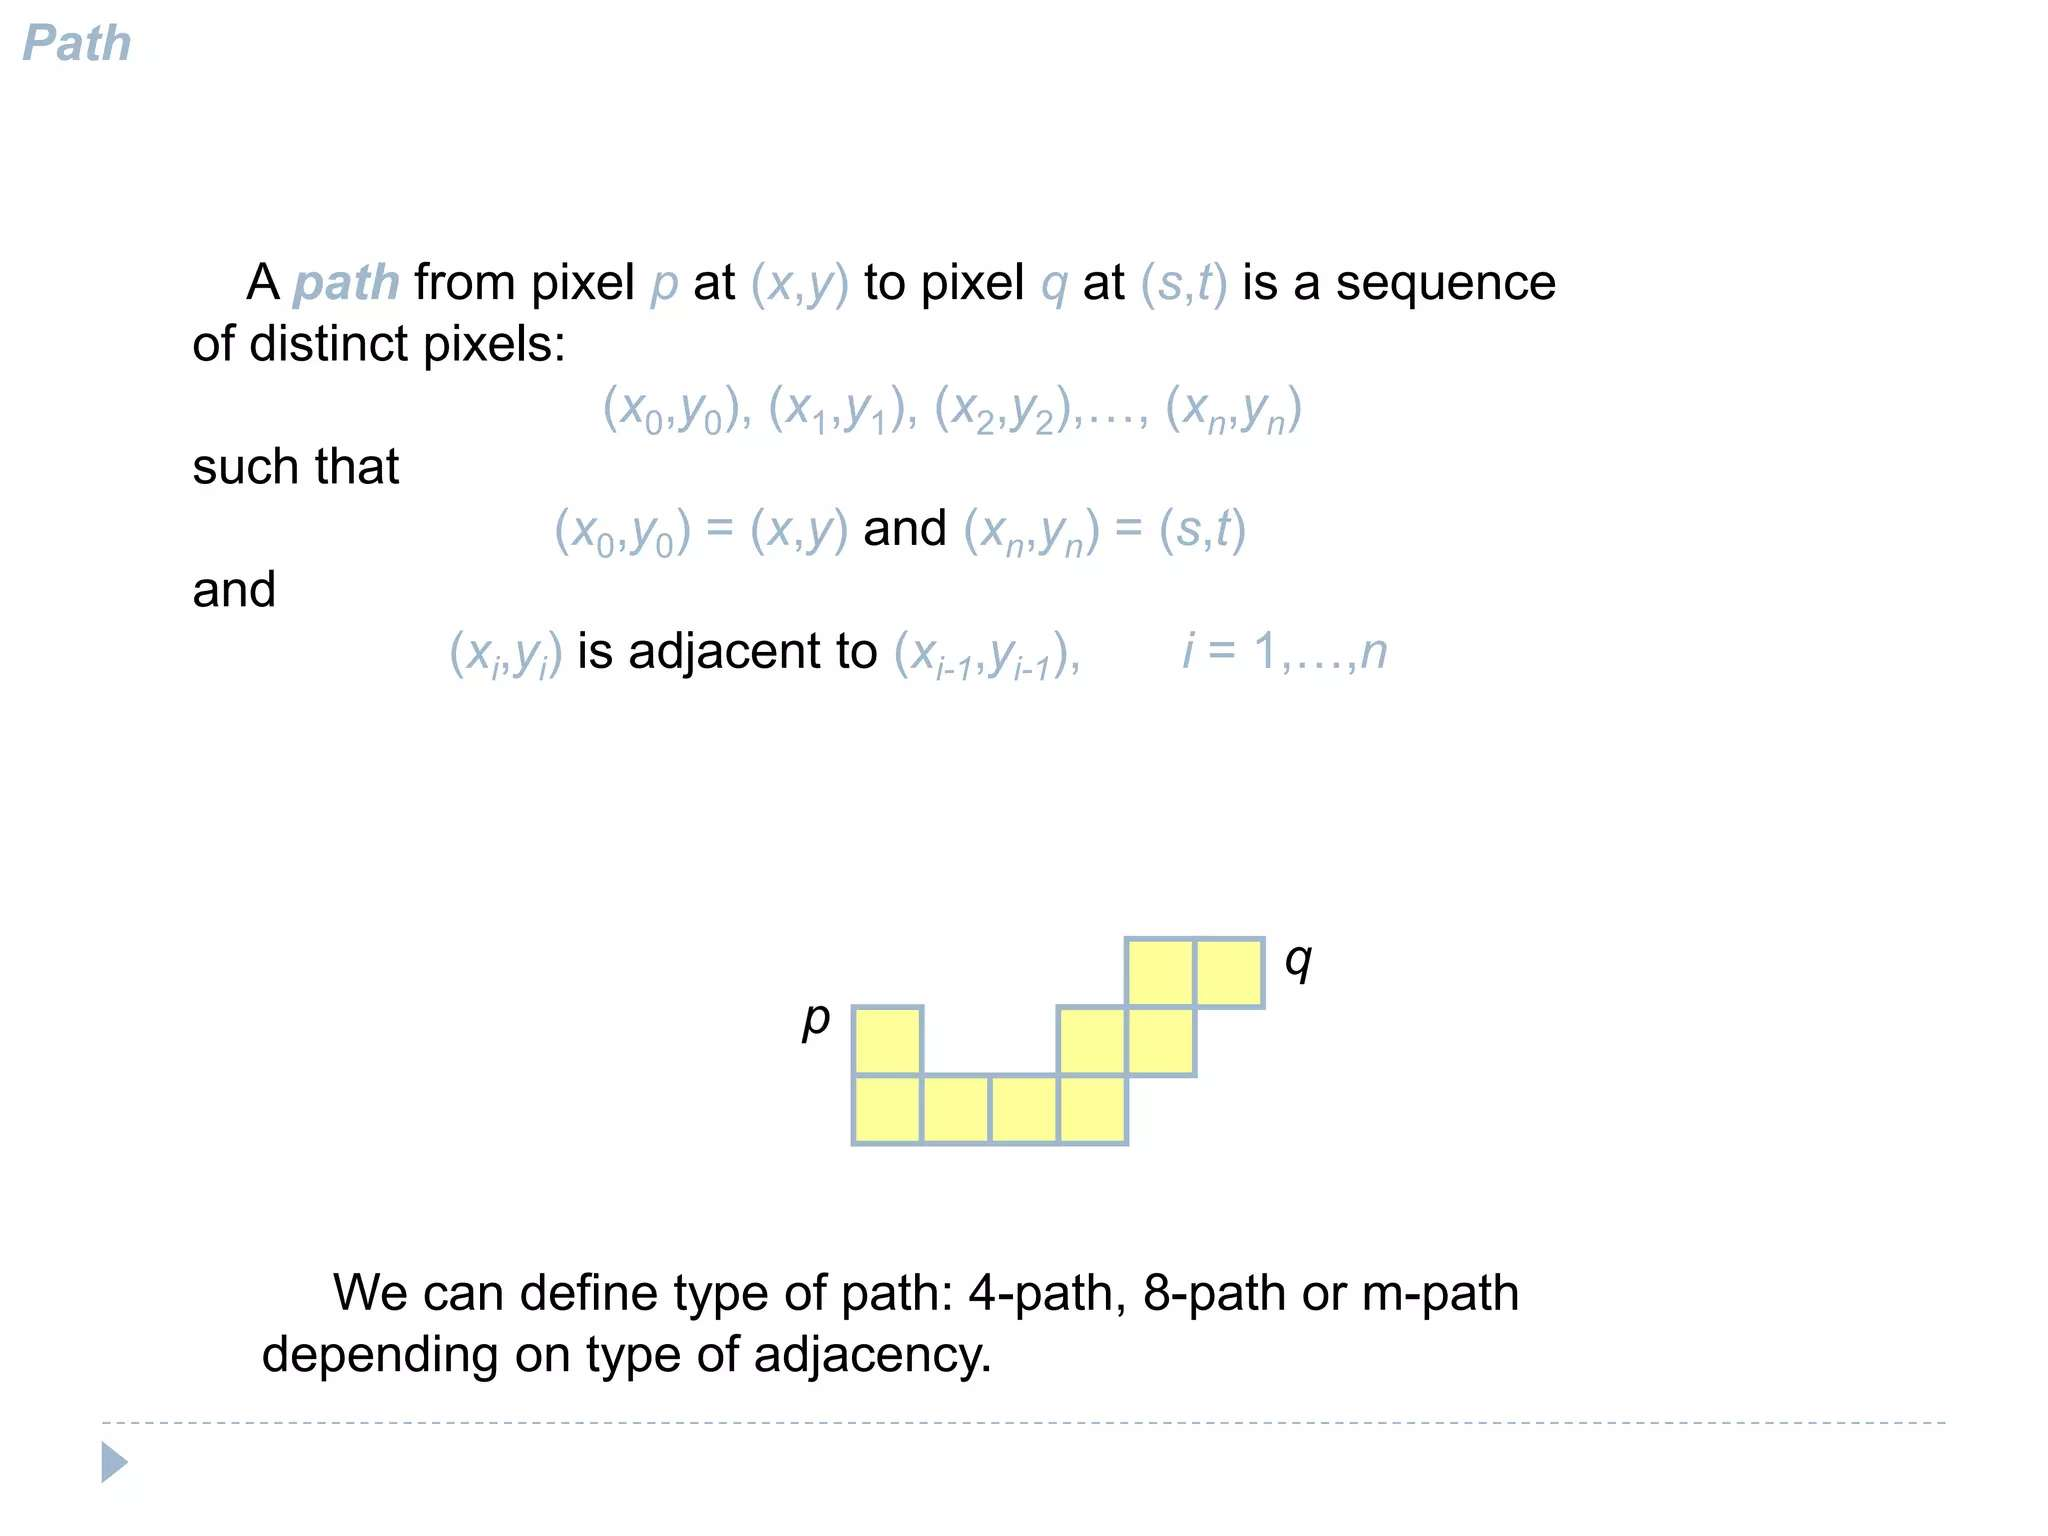 Path
A path from pixel p at (x,y) to pixel q at (s,t) is a sequence
of distinct pixels:
(x₀,y₀), (x₁,y₁), (x₂,y₂),…, (xₙ,yₙ)
such that
(x₀,y₀) = (x,y) and (xₙ,yₙ) = (s,t)
and
(xᵢ,yᵢ) is adjacent to (xᵢ₋₁,yᵢ₋₁), i = 1,…,n
q
p
We can define type of path: 4-path, 8-path or m-path
depending on type of adjacency.